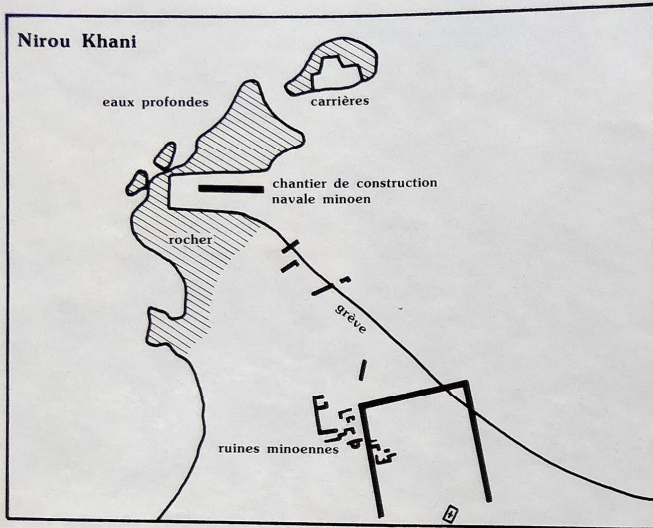 Nirou Khani
eaux profondes
carrières
chantier de construction
navale minoen
rocher
grève
ruines minoennes